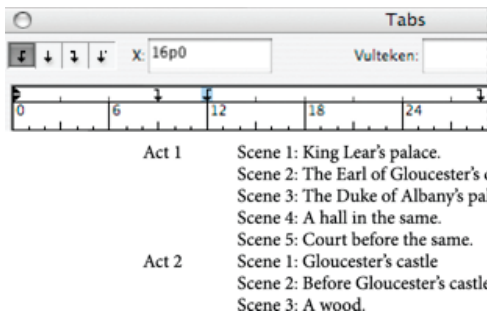 Tabs
X: 16p0 Vulteken:
0 6 12 18 24
Act 1 Scene 1: King Lear's palace.
Scene 2: The Earl of Gloucester's
Scene 3: The Duke of Albany's
Scene 4: A hall in the same.
Scene 5: Court before the same.
Act 2 Scene 1: Gloucester's castle
Scene 2: Before Gloucester's castle
Scene 3: A wood.